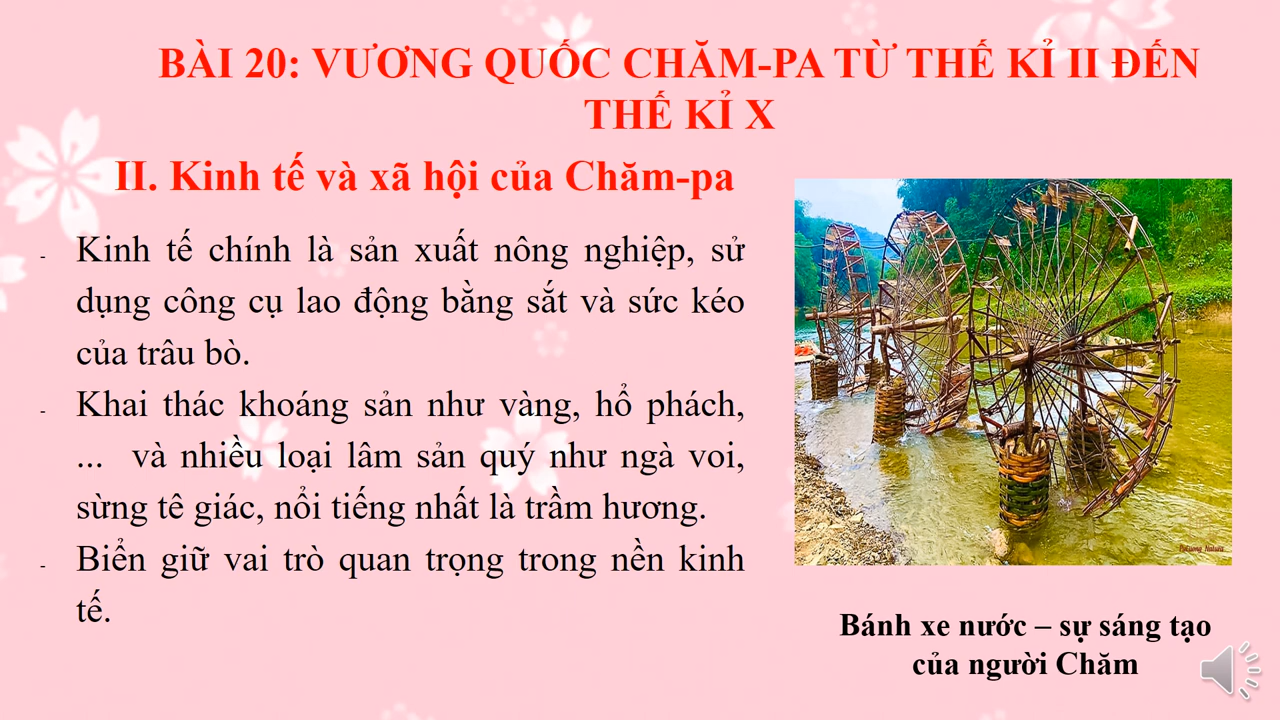 BÀI 20: VƯƠNG QUỐC CHĂM-PA TỪ THẾ KỈ II ĐẾN
THẾ KỈ X
II. Kinh tế và xã hội của Chăm-pa
- Kinh tế chính là sản xuất nông nghiệp, sử
dụng công cụ lao động bằng sắt và sức kéo
của trâu bò.
- Khai thác khoáng sản như vàng, hổ phách,
... và nhiều loại lâm sản quý như ngà voi,
sừng tê giác, nổi tiếng nhất là trầm hương.
- Biển giữ vai trò quan trọng trong nền kinh
tế.
Bánh xe nước – sự sáng tạo
của người Chăm